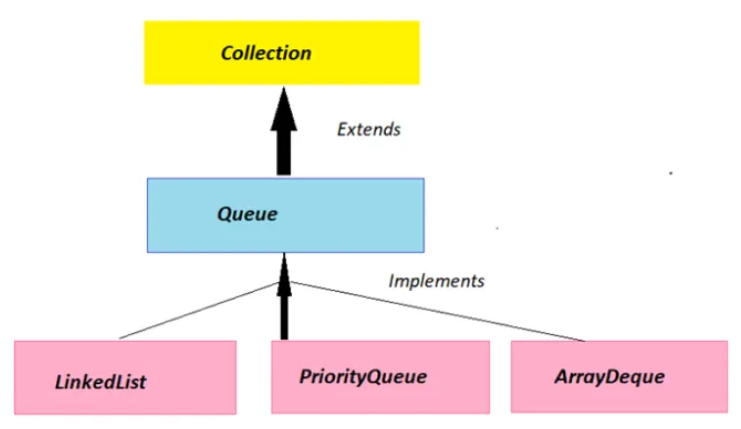 Collection
Extends
Queue
Implements
LinkedList
PriorityQueue
ArrayDeque